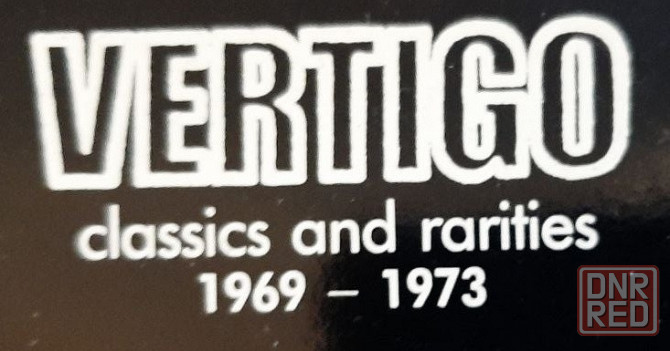 VERTIGO
classics and rarities
1969 – 1973
DNR
RED